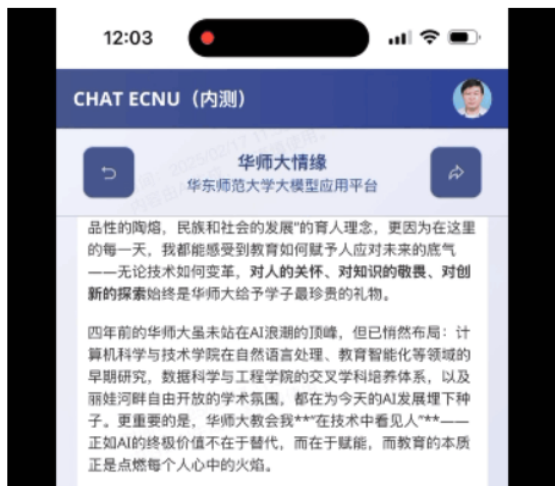 12:03
CHAT ECNU（内测）
华师大情缘
华东师范大学大模型应用平台
品性的陶熔，民族和社会的发展”的育人理念，更因为在这里
的每一天，我都能感受到教育如何赋予人应对未来的底气
——无论技术如何变革，对人的关怀、对知识的敬畏、对创
新的探索始终是华师大给予学子最珍贵的礼物。
四年前的华师大虽未站在AI浪潮的顶峰，但已悄然布局：计
算机科学与技术学院在自然语言处理、教育智能化等领域的
早期研究，数据科学与工程学院的交叉学科培养体系，以及
丽娃河畔自由开放的学术氛围，都在为今天的AI发展埋下种
子。更重要的是，华师大教会我**“在技术中看见人”**——
正如AI的终极价值不在于替代，而在于赋能，而教育的本质
正是点燃每个人心中的火焰。